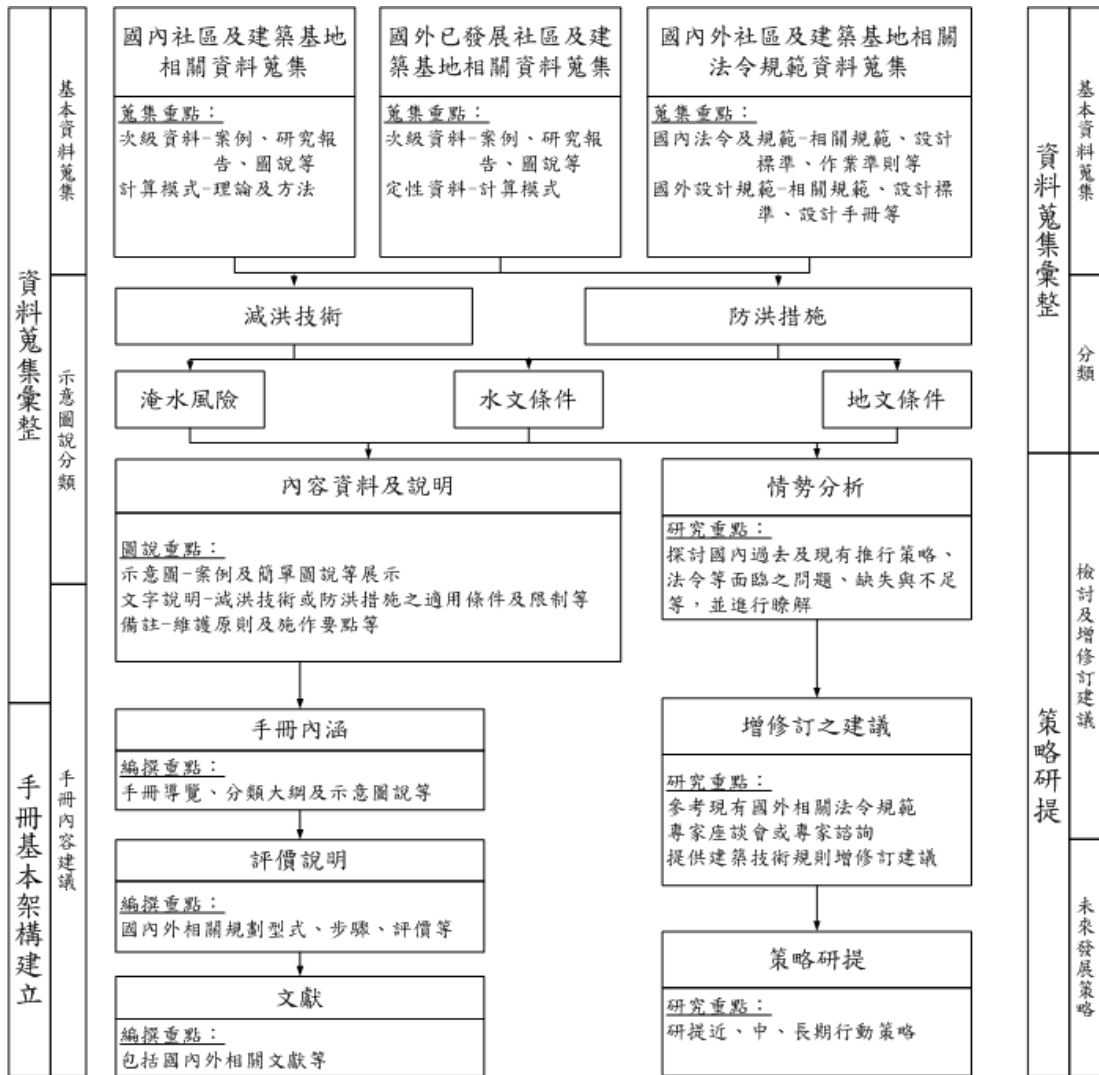 國內社區及建築基地
相關資料蒐集
蒐集重點：
次級資料-案例、研究報
告、圖說等
計算模式-理論及方法
國外已發展社區及建
築基地相關資料蒐集
蒐集重點：
次級資料-案例、研究報
告、圖說等
定性資料-計算模式
國內外社區及建築基地相關
法令規範資料蒐集
蒐集重點：
國內法令及規範-相關規範、設計
標準、作業準則等
國外設計規範-相關規範、設計標
準、設計手冊等
減洪技術
防洪措施
淹水風險
水文條件
地文條件
內容資料及說明
圖說重點：
示意圖-案例及簡單圖說等展示
文字說明-減洪技術或防洪措施之適用條件及限制等
備註-維護原則及施作要點等
情勢分析
研究重點：
探討國內過去及現有推行策略、
法令等面臨之問題、缺失與不足
等，並進行瞭解
手冊內涵
編撰重點：
手冊導覽、分類大綱及示意圖說等
增修訂之建議
研究重點：
參考現有國外相關法令規範
專家座談會或專家諮詢
提供建築技術規則增修訂建議
評價說明
編撰重點：
國內外相關規劃型式、步驟、評價等
策略研提
研究重點：
研提近、中、長期行動策略
文獻
編撰重點：
包括國內外相關文獻等
資料蒐集彙整
手冊基本架構建立
基本資料蒐集
示意圖說分類
手冊內容建議
資料蒐集彙整
策略研提
基本資料蒐集
分類
檢討及增修訂建議
未來發展策略